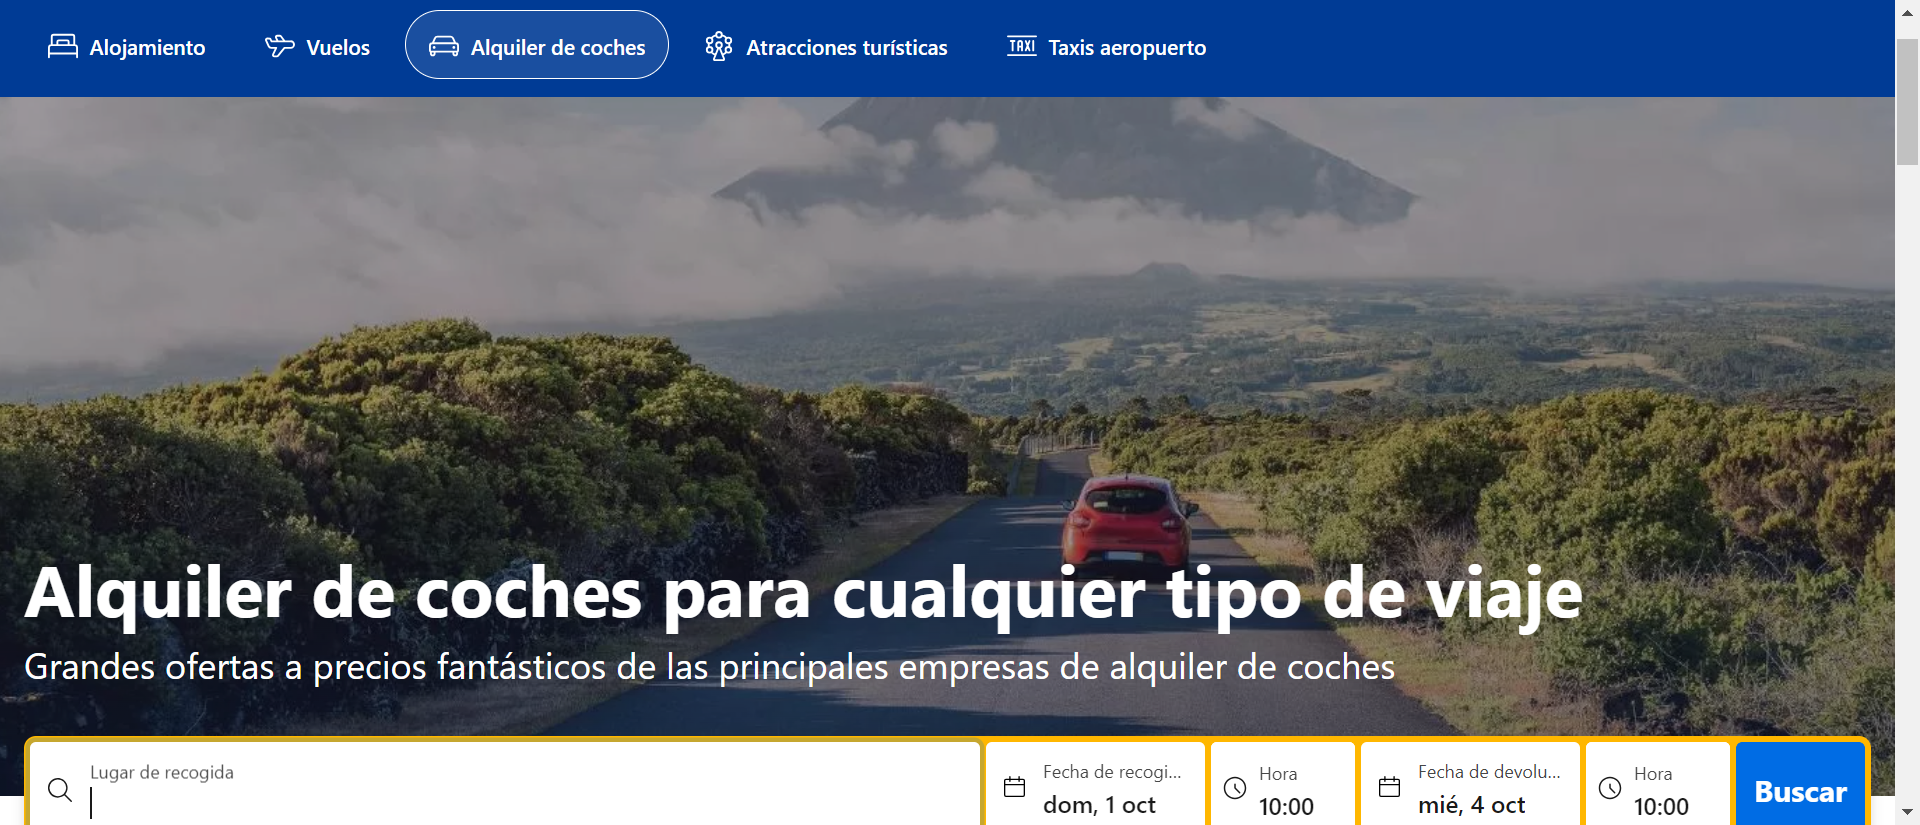 Alojamiento
Vuelos
Alquiler de coches
Atracciones turísticas
TAXI Taxis aeropuerto
Alquiler de coches para cualquier tipo de viaje
Grandes ofertas a precios fantásticos de las principales empresas de alquiler de coches
Lugar de recogida
Fecha de recogi...
dom, 1 oct
Hora
10:00
Fecha de devolu...
mié, 4 oct
Hora
10:00
Buscar